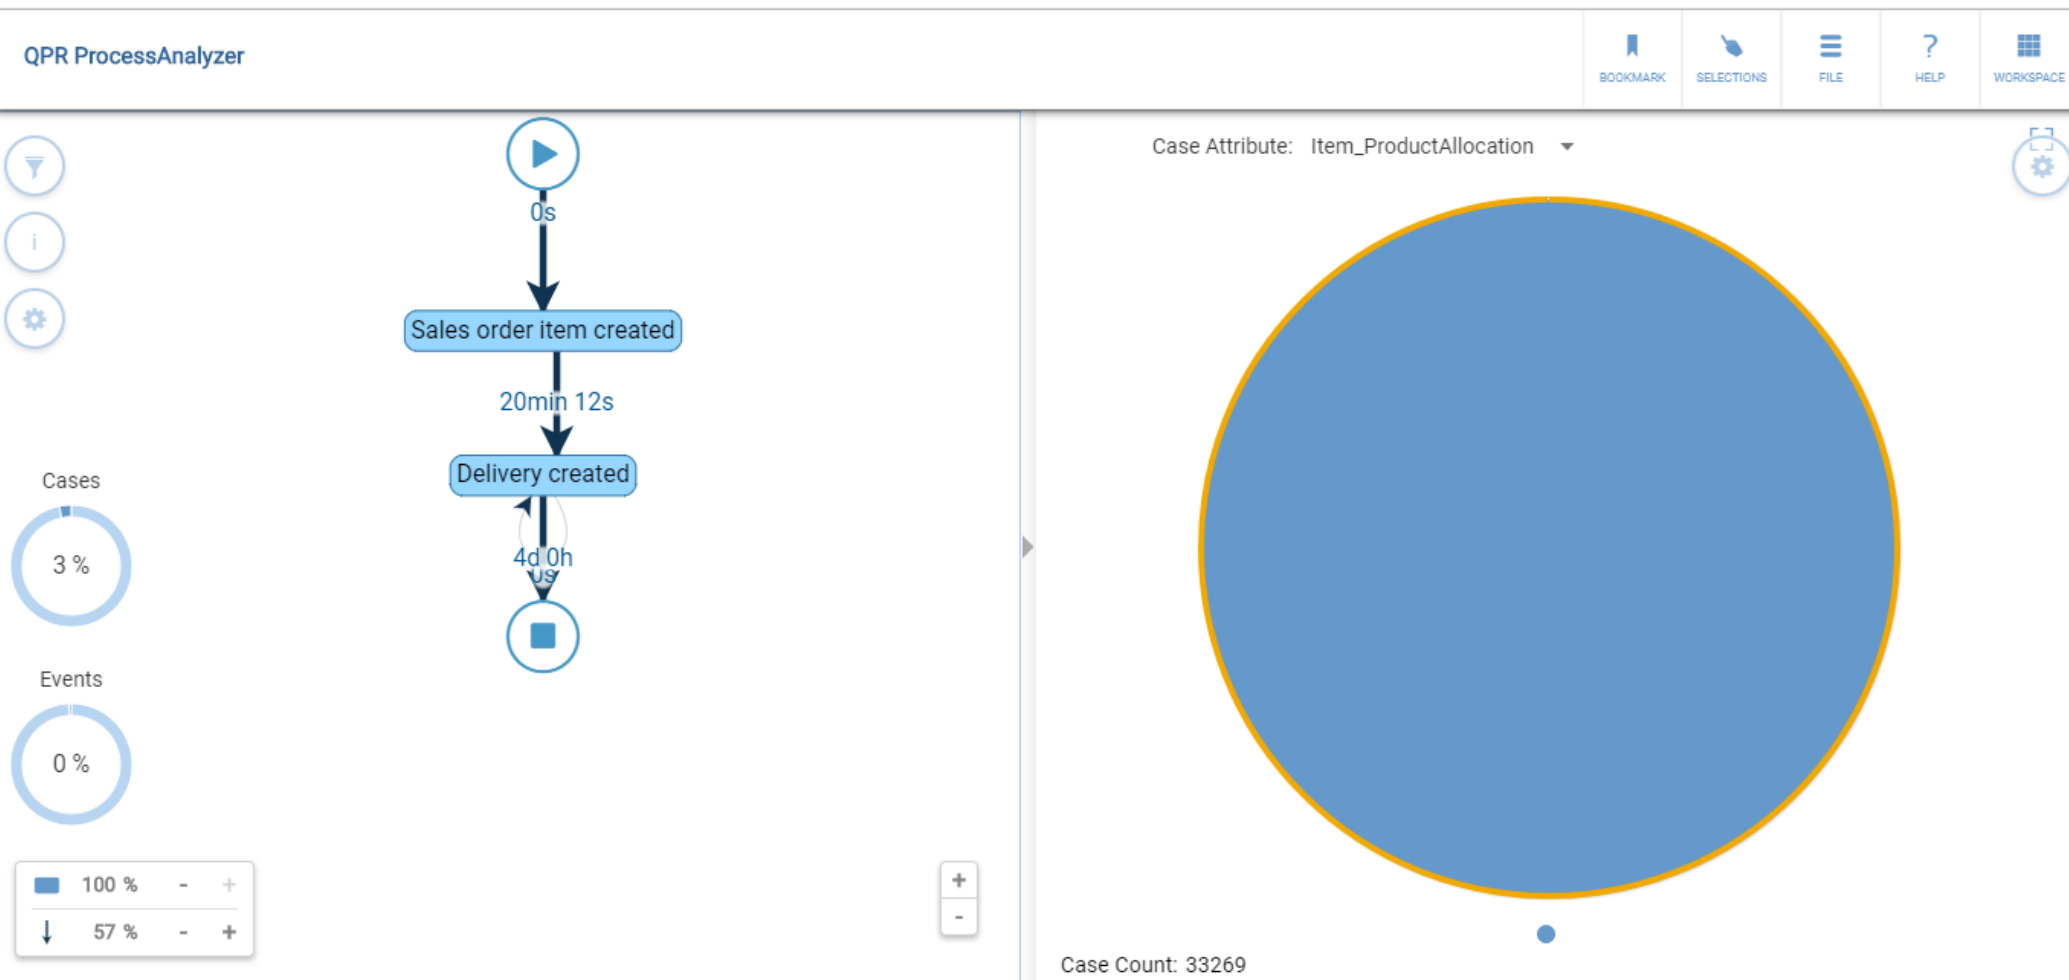 QPR ProcessAnalyzer
BOOKMARK
SELECTIONS
FILE
?
HELP
WORKSPACE
i
0s
Sales order item created
20min 12s
Delivery created
4d 0h
0s
Cases
3 %
Events
0 %
100 % - +
57 % - +
+
-
Case Attribute: Item_ProductAllocation
Case Count: 33269